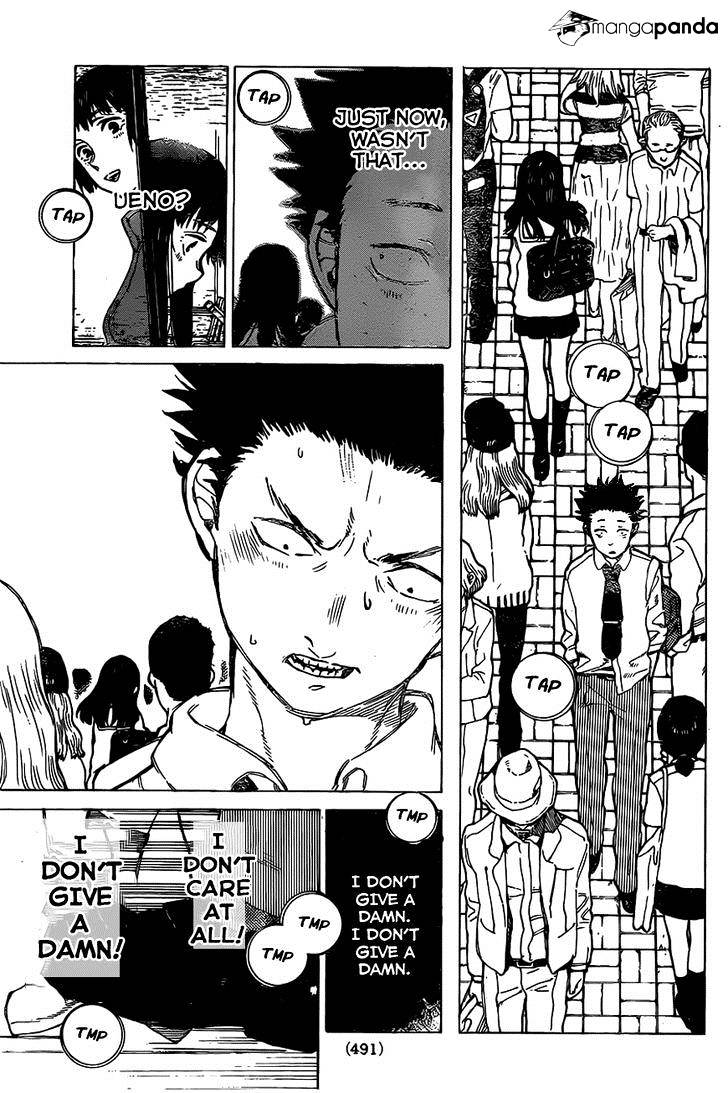 mangapanda
TAP
TAP
TAP
TAP
JUST NOW,
WASN'T
THAT...
UENO?
TAP
TMP
I DON'T
GIVE A
DAMN.
I DON'T
GIVE A
DAMN.
TMP
TMP
I
DON'T
CARE
AT
ALL!
I
DON'T
GIVE
A
DAMN!
TMP
(491)